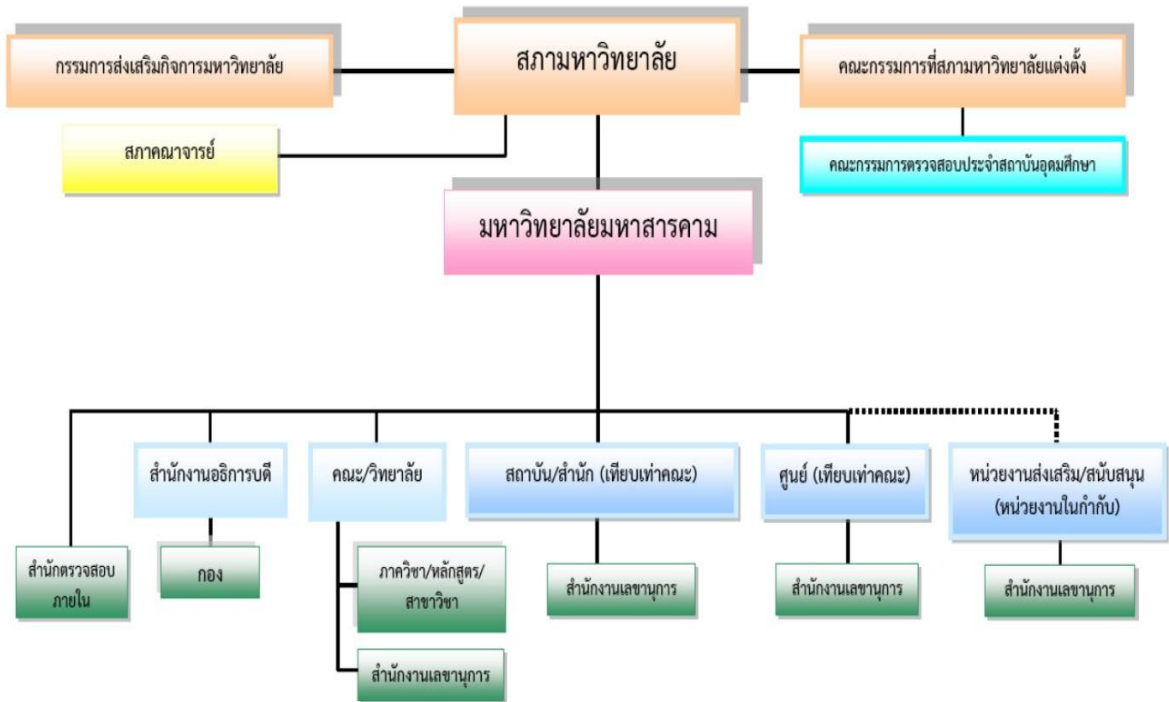 กรรมการส่งเสริมกิจการมหาวิทยาลัย
สภามหาวิทยาลัย
คณะกรรมการที่สภามหาวิทยาลัยแต่งตั้ง
สภาคณาจารย์
คณะกรรมการตรวจสอบประจำสถาบันอุดมศึกษา
มหาวิทยาลัยมหาสารคาม
สำนักงานอธิการบดี
คณะ/วิทยาลัย
สถาบัน/สำนัก (เทียบเท่าคณะ)
ศูนย์ (เทียบเท่าคณะ)
หน่วยงานส่งเสริม/สนับสนุน
(หน่วยงานในกำกับ)
สำนักตรวจสอบ
ภายใน
กอง
ภาควิชา/หลักสูตร/
สาขาวิชา
สำนักงานเลขานุการ
สำนักงานเลขานุการ
สำนักงานเลขานุการ
สำนักงานเลขานุการ